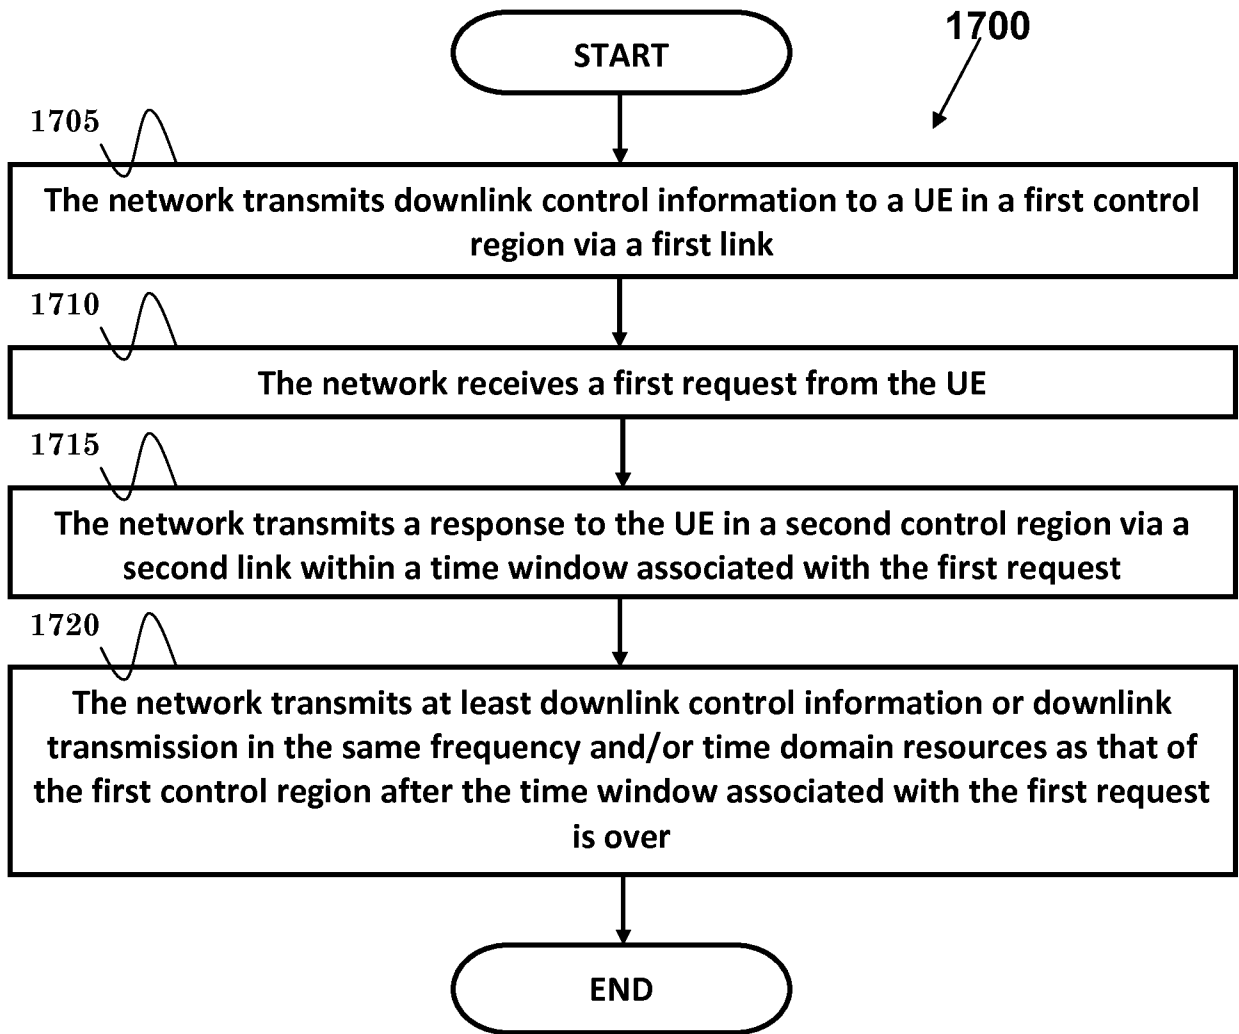 START
1700
1705
The network transmits downlink control information to a UE in a first control
region via a first link
1710
The network receives a first request from the UE
1715
The network transmits a response to the UE in a second control region via a
second link within a time window associated with the first request
1720
The network transmits at least downlink control information or downlink
transmission in the same frequency and/or time domain resources as that of
the first control region after the time window associated with the first request
is over
END